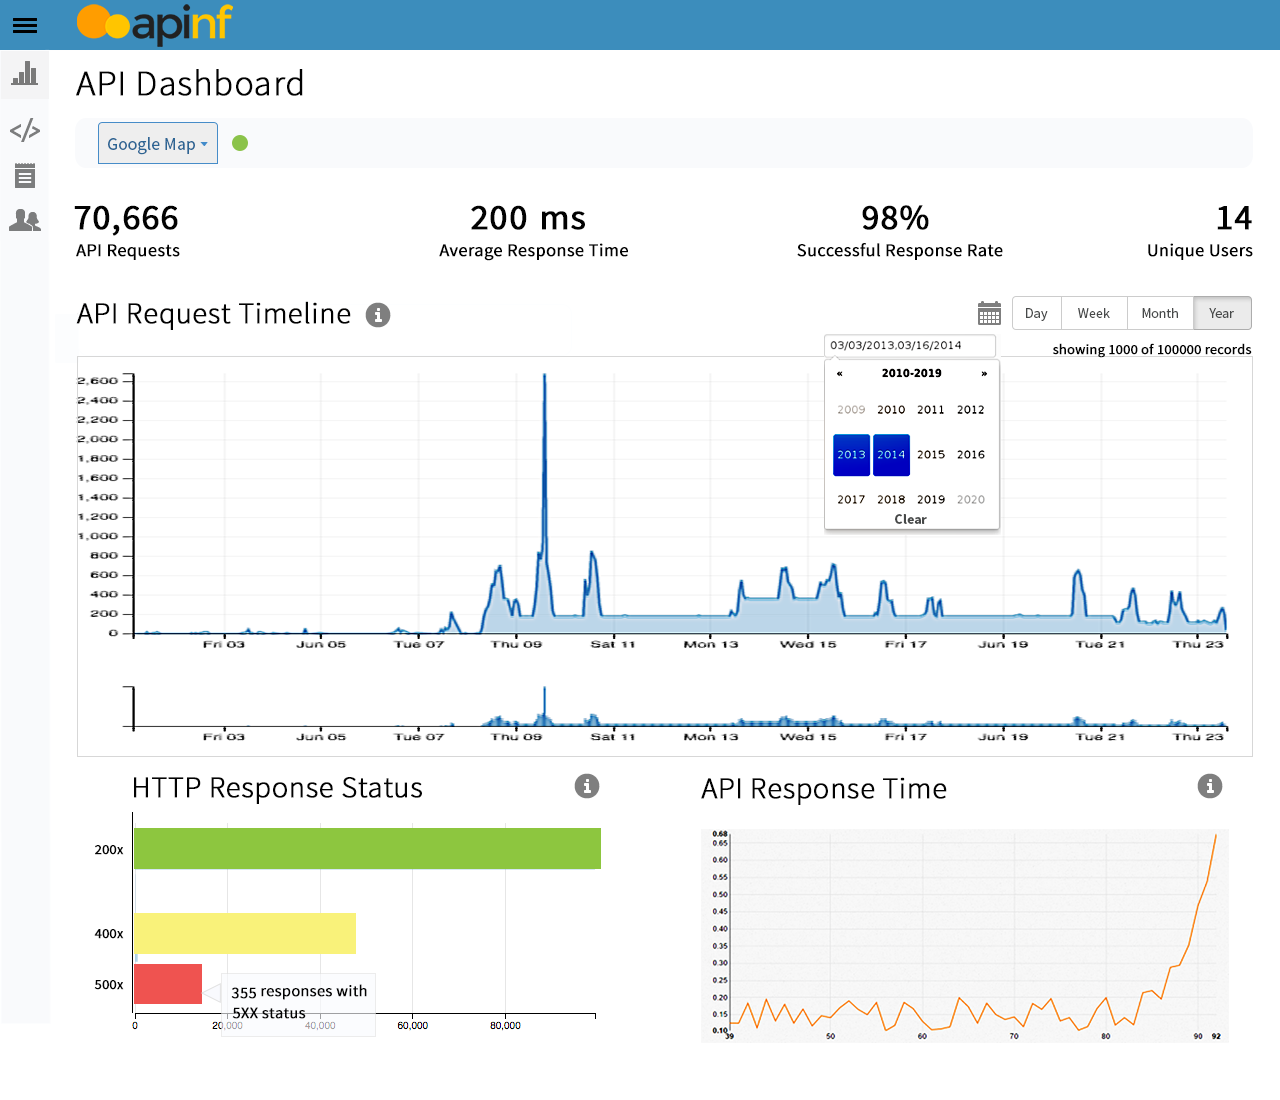 apinf
API Dashboard
Google Map
70,666
API Requests
200 ms
Average Response Time
98%
Successful Response Rate
14
Unique Users
API Request Timeline
Day Week Month Year
03/03/2013,03/16/2014
showing 1000 of 100000 records
« 2010-2019 »
2009 2010 2011 2012
2013 2014 2015 2016
2017 2018 2019 2020
Clear
2,600
2,400
2,200
2,000
1,800
1,600
1,400
1,200
1,000
800
600
400
200
0
Fri 03 Jun 05 Tue 07 Thu 09 Sat 11 Mon 13 Wed 15 Fri 17 Jun 19 Tue 21 Thu 23
Fri 03 Jun 05 Tue 07 Thu 09 Sat 11 Mon 13 Wed 15 Fri 17 Jun 19 Tue 21 Thu 23
HTTP Response Status
200x
400x
500x
355 responses with
5XX status
0 20,000 40,000 60,000 80,000
API Response Time
0.68
0.65
0.60
0.55
0.50
0.45
0.40
0.35
0.30
0.25
0.20
0.15
0.10
39 50 60 70 80 90 92